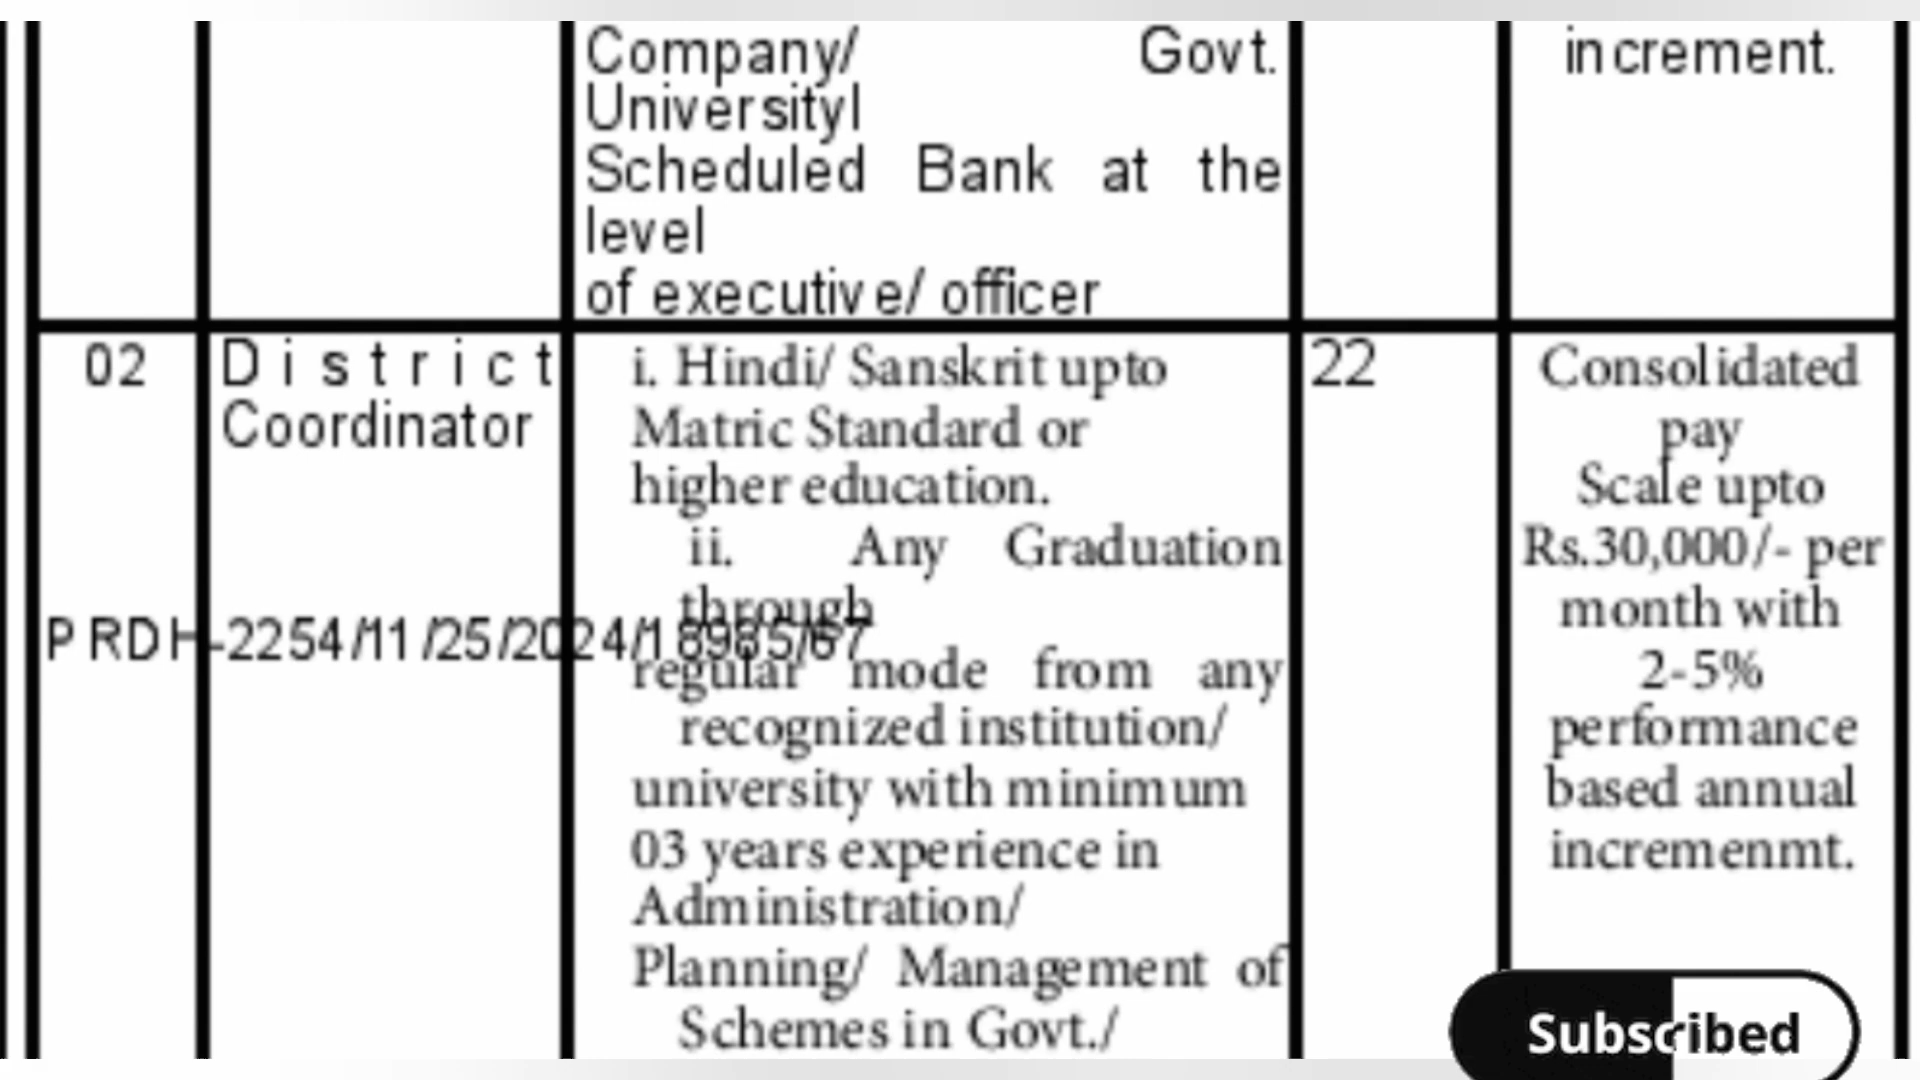 Company/ Govt.
Universityl
Scheduled Bank at the
level
of executive/ officer
increment.
02
District
Coordinator
i. Hindi/ Sanskrit upto
Matric Standard or
higher education.
ii. Any Graduation
through
regular mode from any
recognized institution/
university with minimum
03 years experience in
Administration/
Planning/ Management of
Schemes in Govt./
22
Consolidated
pay
Scale upto
Rs.30,000/- per
month with
2-5%
performance
based annual
incremenmt.
PRDH-2254/11/25/2024/18985/67
Subscribed